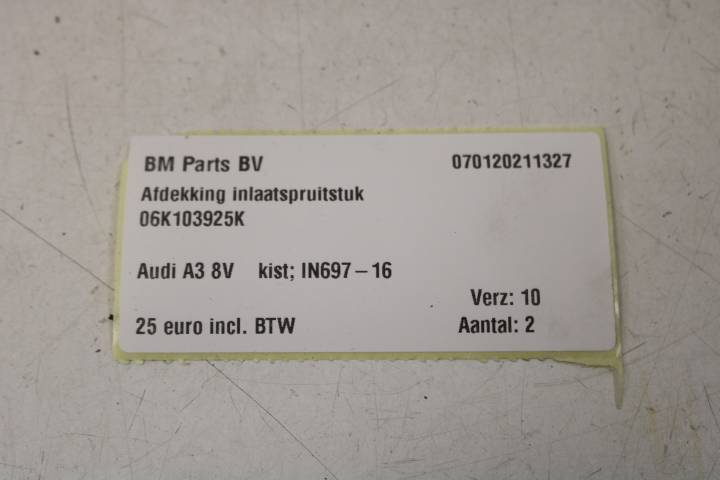 BM Parts BV 070120211327
Afdekking inlaatspruitstuk
06K103925K
Audi A3 8V kist; IN697-16
Verz: 10
25 euro incl. BTW Aantal: 2